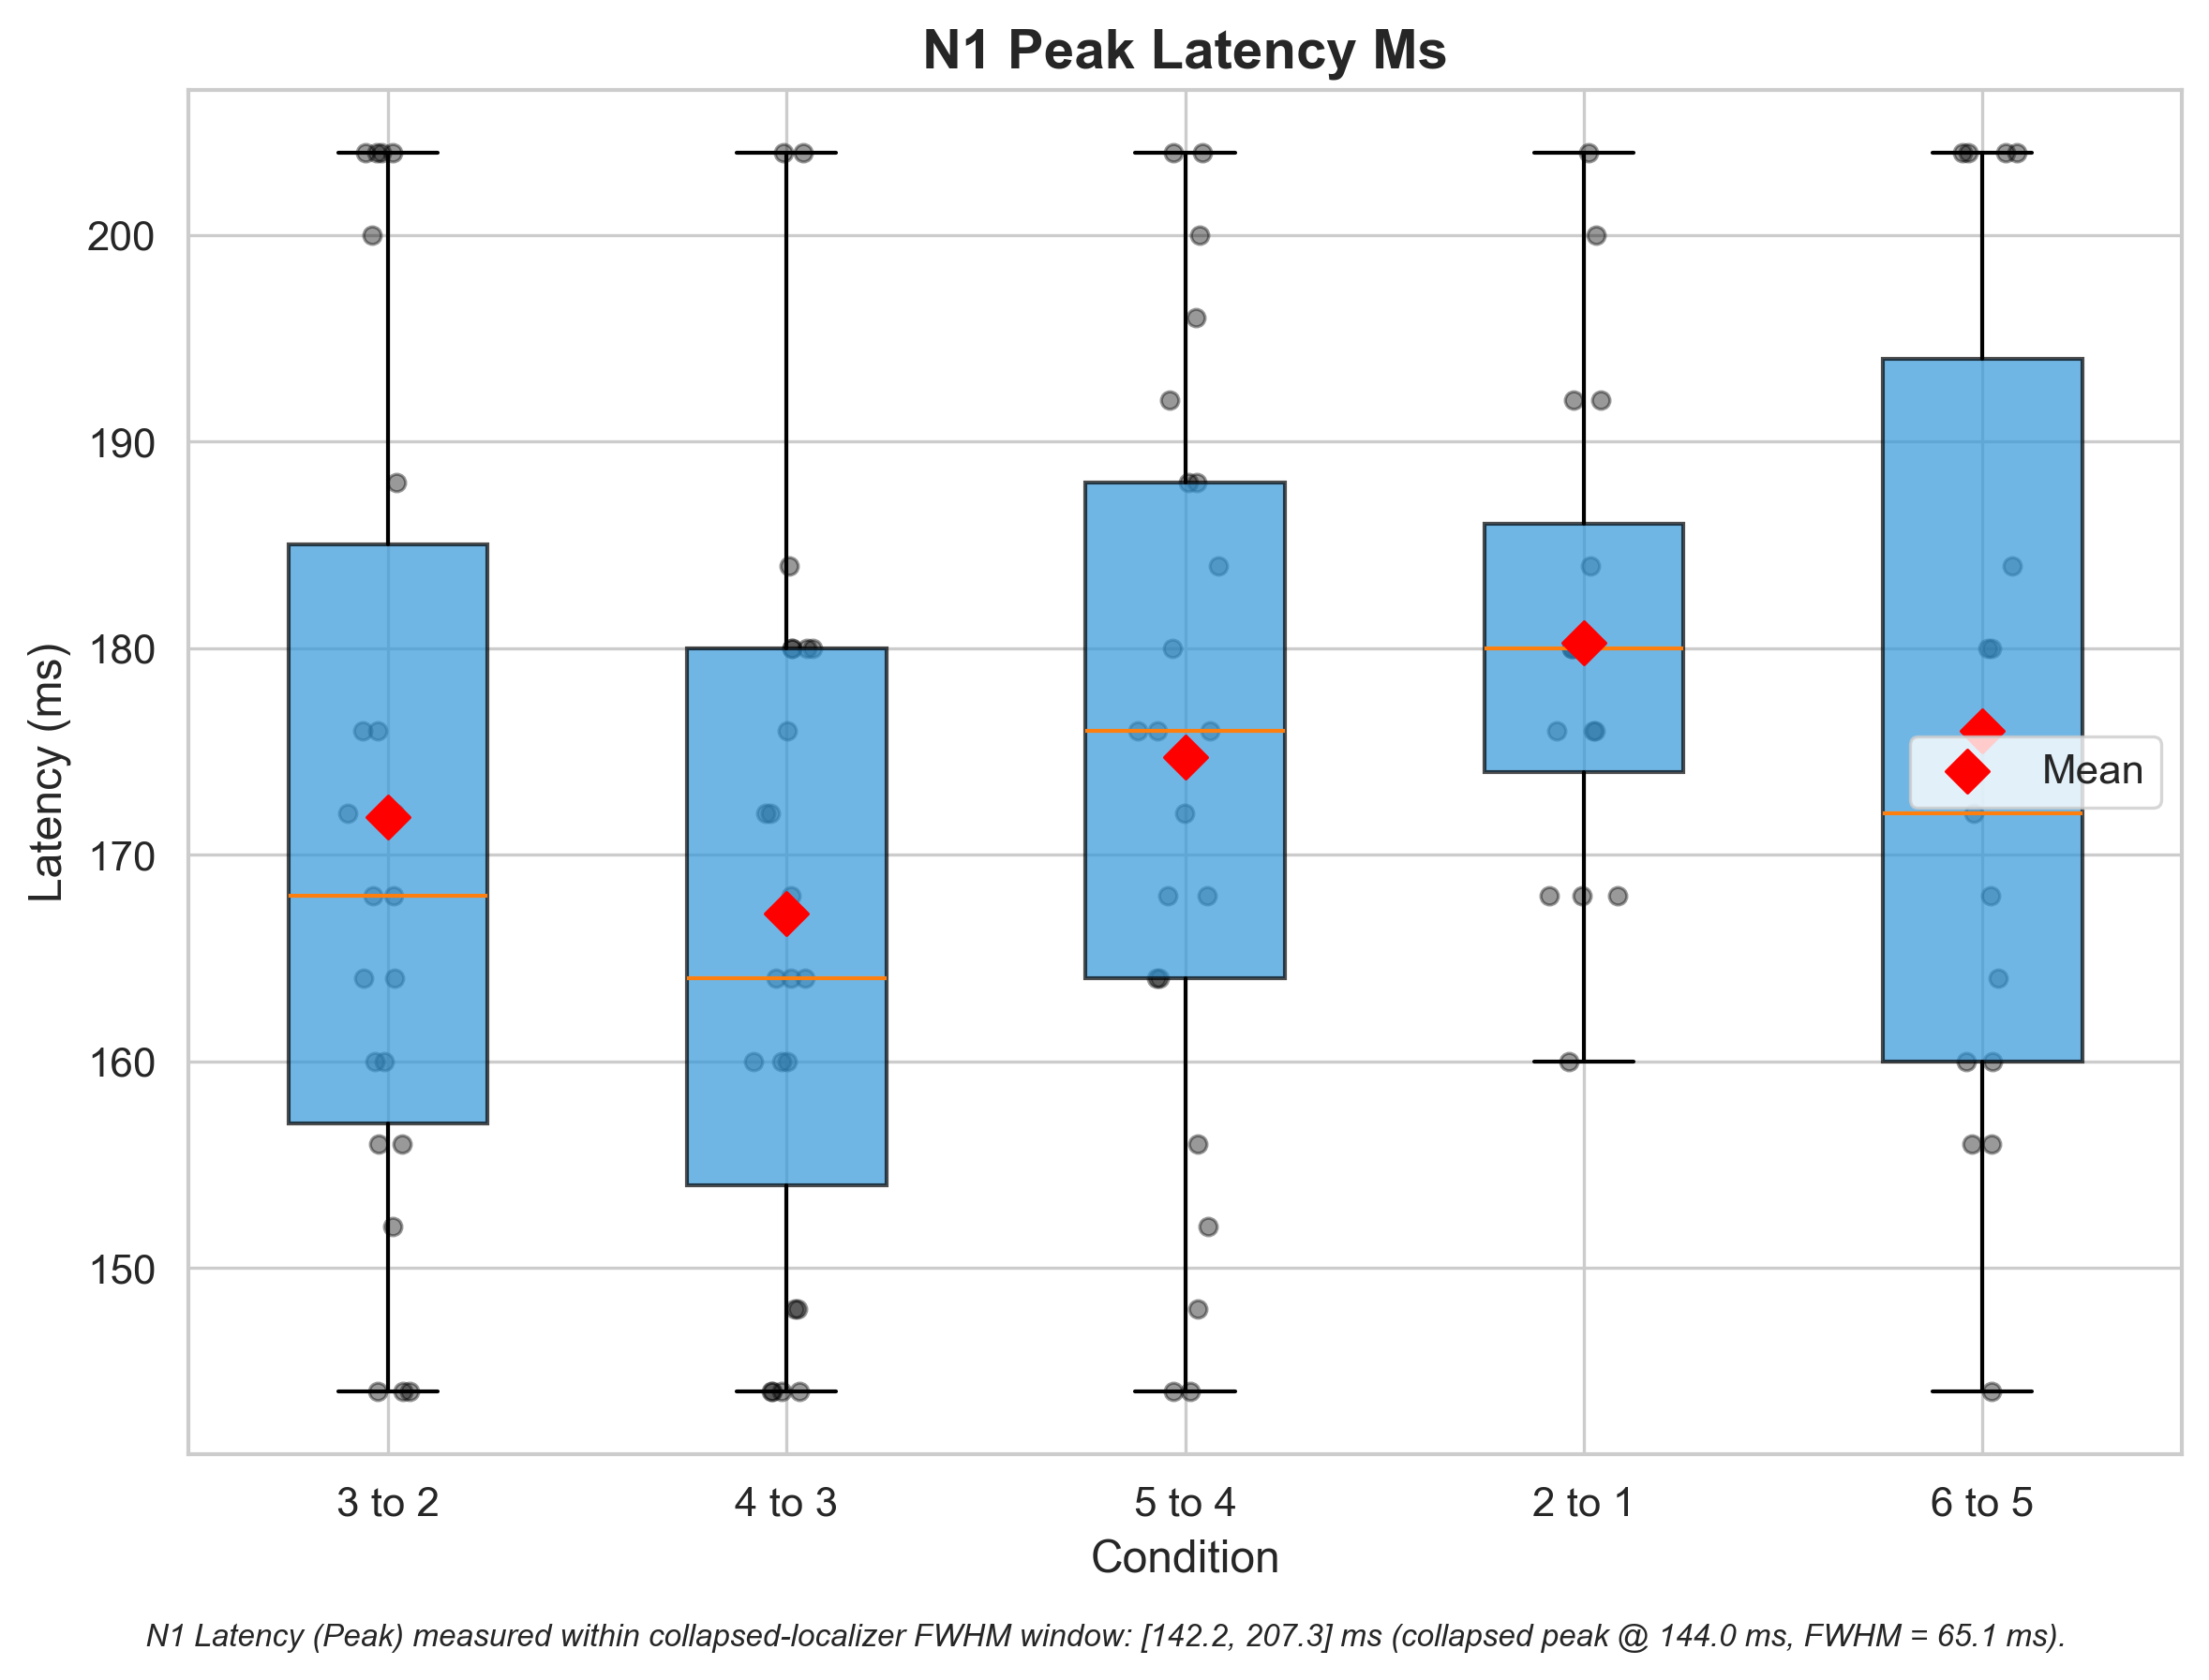 N1 Peak Latency Ms
Latency (ms)
200
190
180
170
160
150
Mean
3 to 2
4 to 3
5 to 4
2 to 1
6 to 5
Condition
N1 Latency (Peak) measured within collapsed-localizer FWHM window: [142.2, 207.3] ms (collapsed peak @ 144.0 ms, FWHM = 65.1 ms).